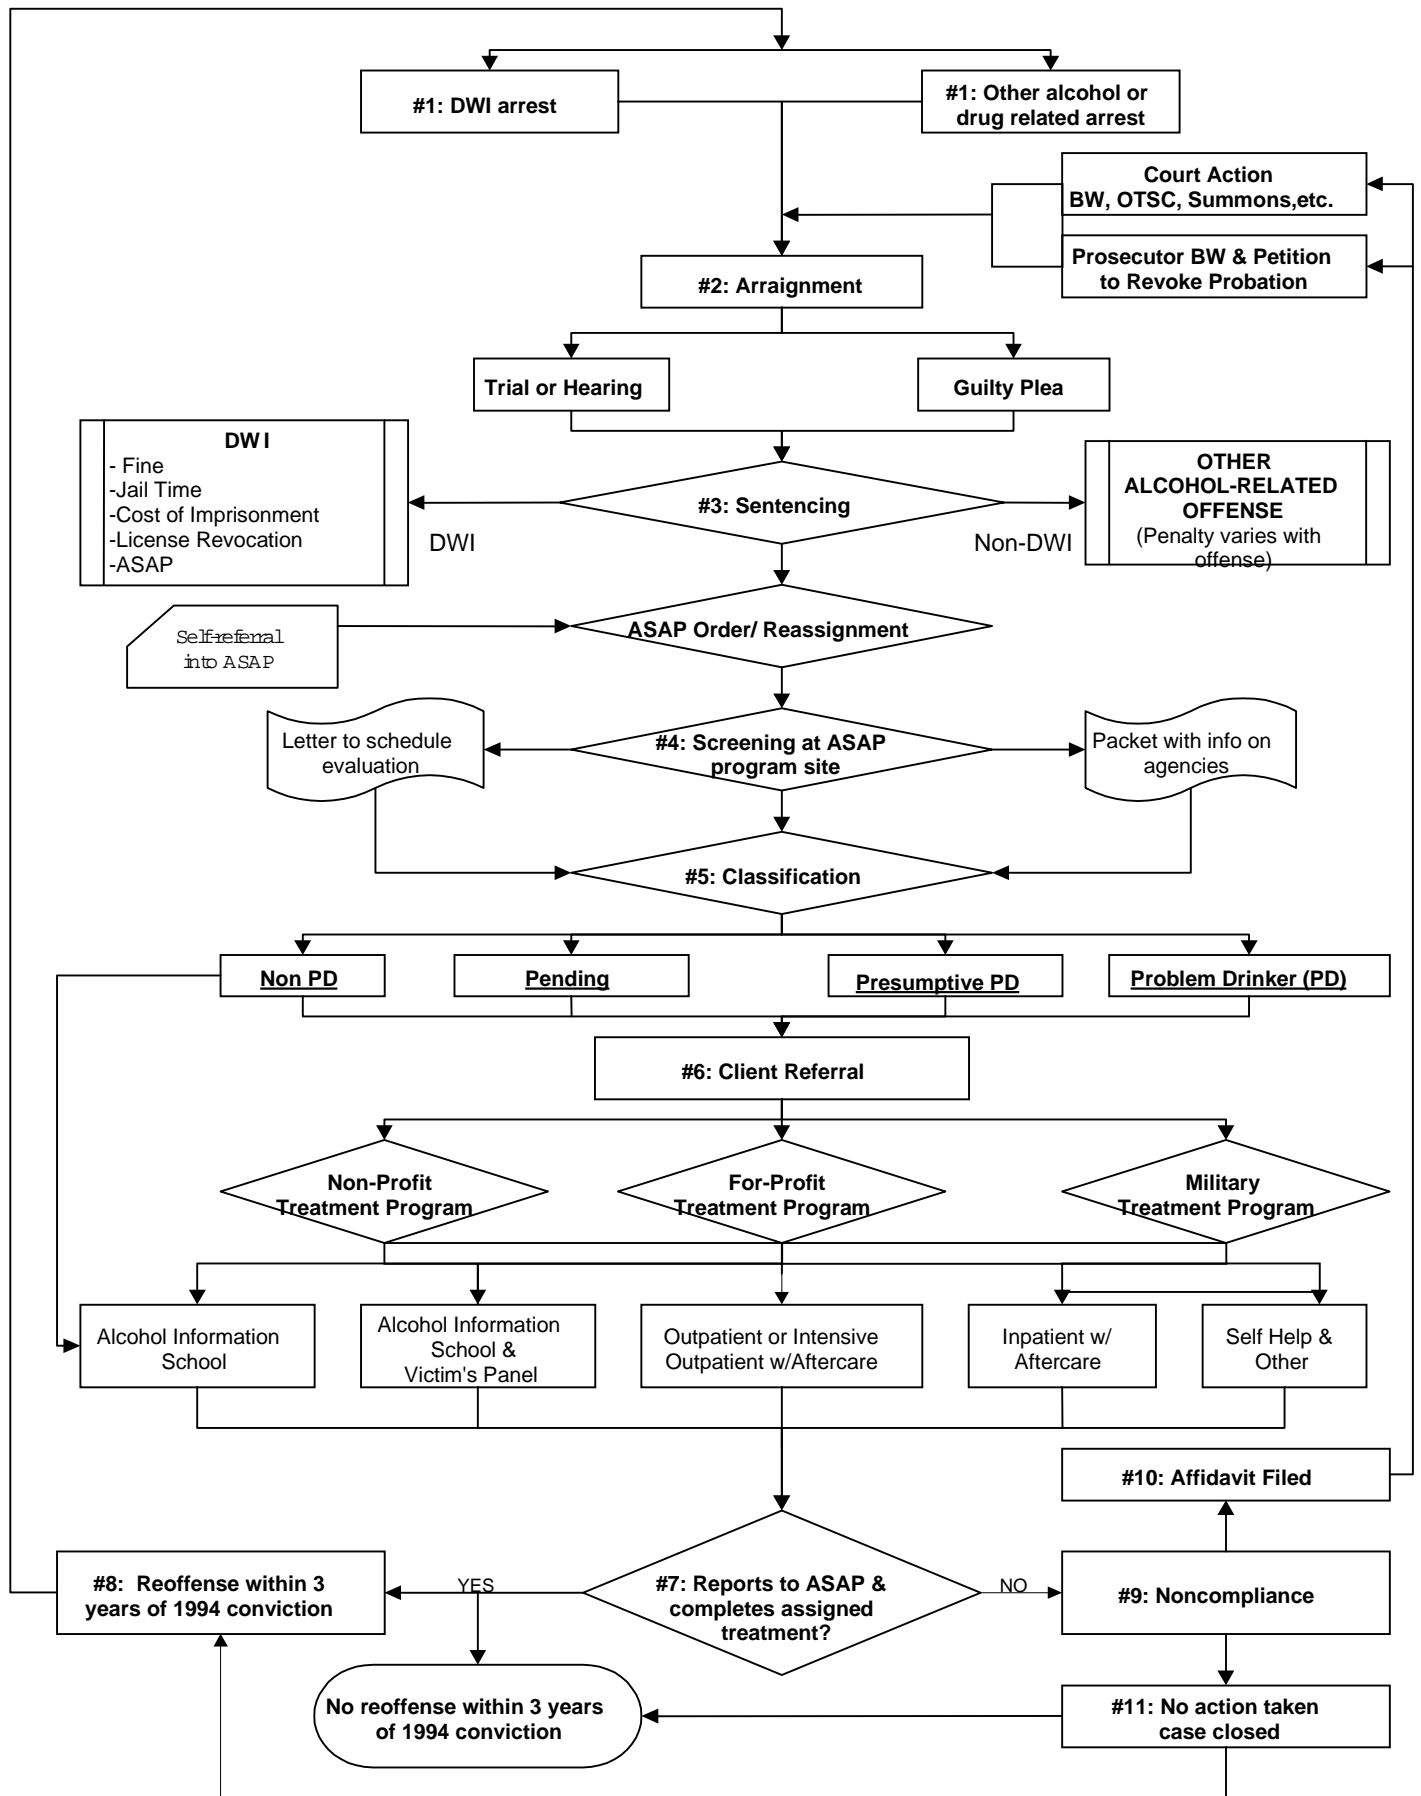 #1: DWI arrest
#1: Other alcohol or
drug related arrest
Court Action
BW, OTSC, Summons,etc.
Prosecutor BW & Petition
to Revoke Probation
#2: Arraignment
Trial or Hearing
Guilty Plea
DWI
- Fine
-Jail Time
-Cost of Imprisonment
-License Revocation
-ASAP
#3: Sentencing
DWI
Non-DWI
OTHER
ALCOHOL-RELATED
OFFENSE
(Penalty varies with
offense)
Self-referral
into ASAP
ASAP Order/ Reassignment
Letter to schedule
evaluation
#4: Screening at ASAP
program site
Packet with info on
agencies
#5: Classification
Non PD
Pending
Presumptive PD
Problem Drinker (PD)
#6: Client Referral
Non-Profit
Treatment Program
For-Profit
Treatment Program
Military
Treatment Program
Alcohol Information
School
Alcohol Information
School &
Victim's Panel
Outpatient or Intensive
Outpatient w/Aftercare
Inpatient w/
Aftercare
Self Help &
Other
#10: Affidavit Filed
#8: Reoffense within 3
years of 1994 conviction
YES
#7: Reports to ASAP &
completes assigned
treatment?
NO
#9: Noncompliance
No reoffense within 3 years
of 1994 conviction
#11: No action taken
case closed